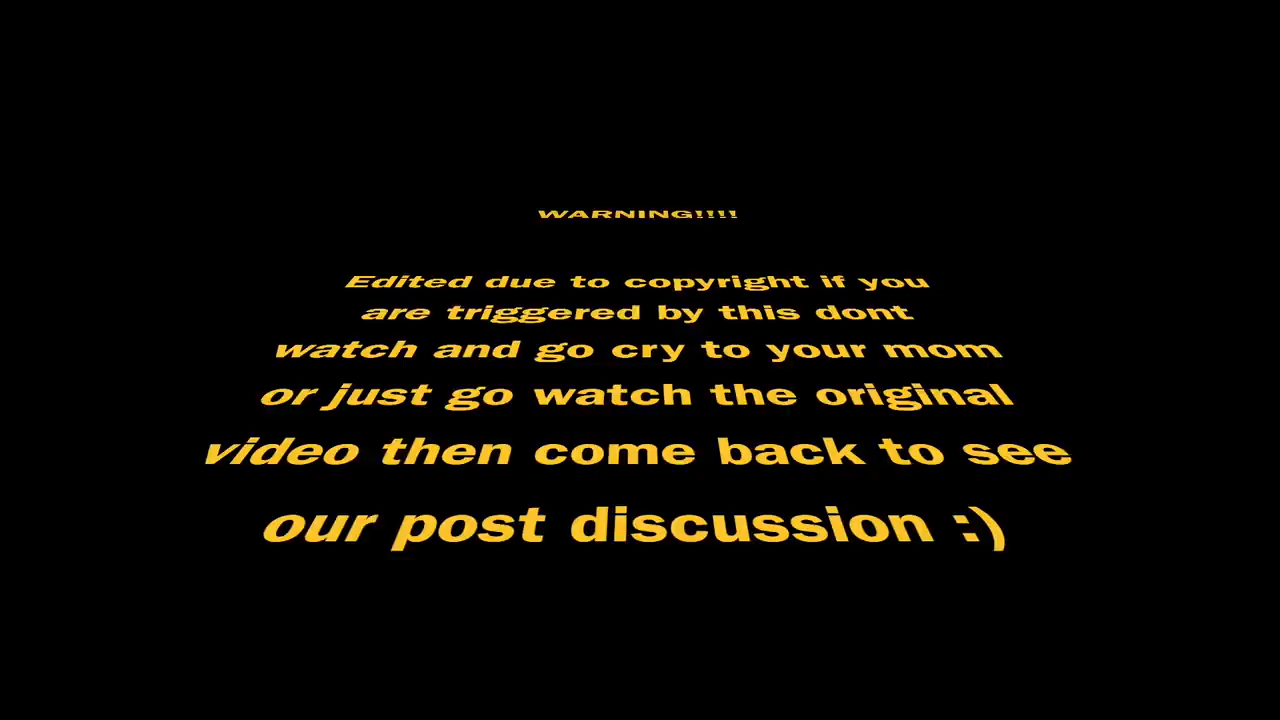 WARNING!!!!
Edited due to copyright if you
are triggered by this dont
watch and go cry to your mom
or just go watch the original
video then come back to see
our post discussion :)